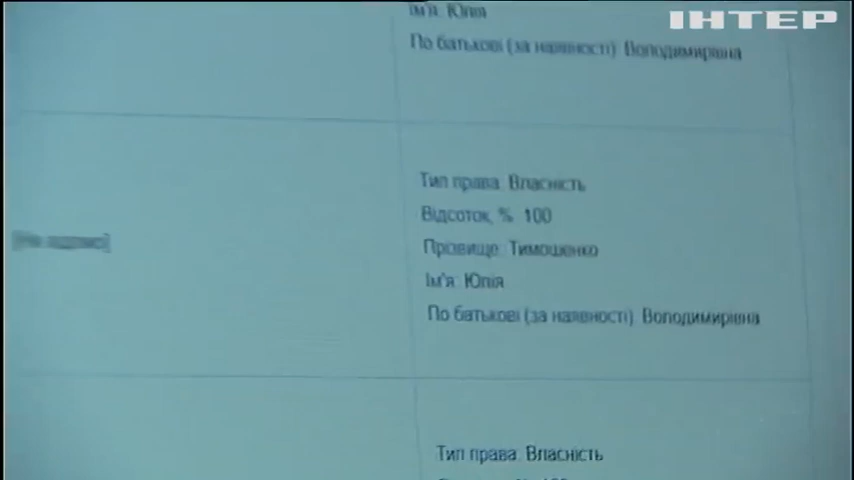 ІНТЕР
Ім'я: Юлія
По батькові (за наявності): Володимирівна
Тип права: Власність
Відсоток, %: 100
Прізвище: Тимошенко
Ім'я: Юлія
По батькові (за наявності): Володимирівна
Тип права: Власність